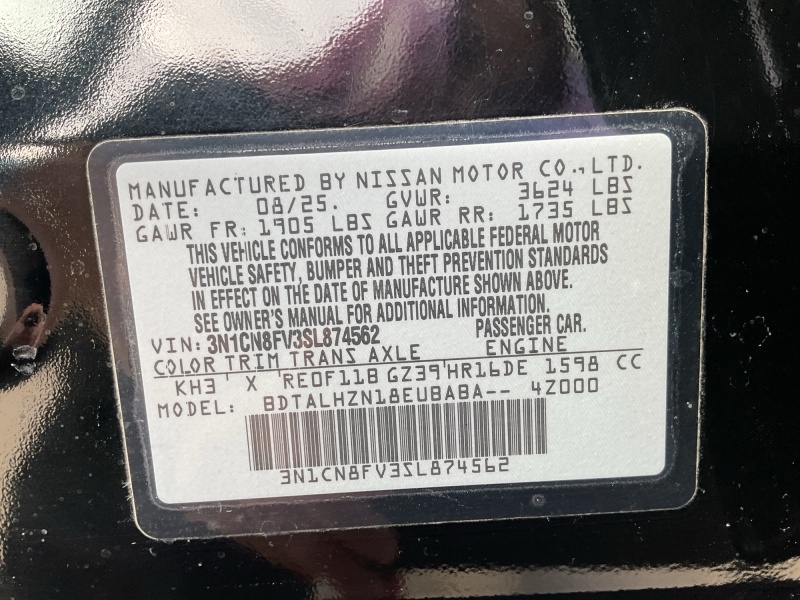 MANUFACTURED BY NISSAN MOTOR CO., LTD.
DATE: 08/25. GVWR: 3624 LBS
GAWR FR: 1905 LBS GAWR RR: 1735 LBS
THIS VEHICLE CONFORMS TO ALL APPLICABLE FEDERAL MOTOR
VEHICLE SAFETY, BUMPER AND THEFT PREVENTION STANDARDS
IN EFFECT ON THE DATE OF MANUFACTURE SHOWN ABOVE.
SEE OWNER'S MANUAL FOR ADDITIONAL INFORMATION.
VIN: 3N1CN8FV3SL874562 PASSENGER CAR.
COLOR TRIM TRANS AXLE ENGINE
KH3 X RE0F11B GZ39 HR16DE 1598 CC
MODEL: BDTALHZN18EUBABA-- 4Z000
3N1CN8FV3SL874562